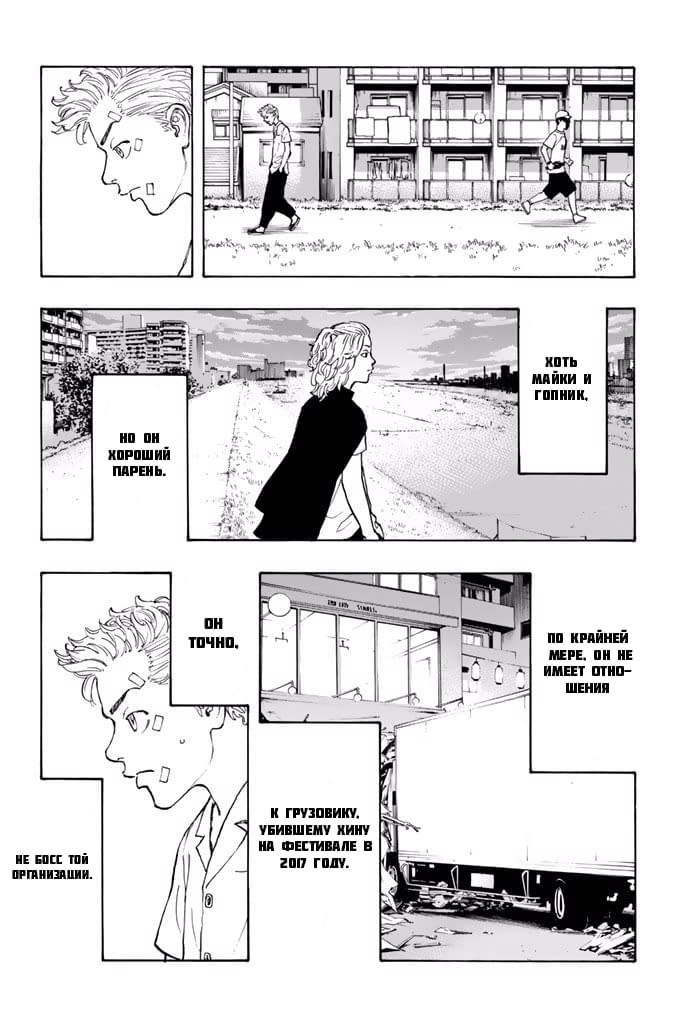 ХОТЬ
МАЙКИ И
ГОПНИК,
НО ОН
ХОРОШИЙ
ПАРЕНЬ.
ПО КРАЙНЕЙ
МЕРЕ, ОН НЕ
ИМЕЕТ ОТНО-
ШЕНИЯ
К ГРУЗОВИКУ,
УБИВШЕМУ ХИНУ
НА ФЕСТИВАЛЕ В
2017 ГОДУ.
ОН
ТОЧНО,
НЕ БОСС ТОЙ
ОРГАНИЗАЦИИ.